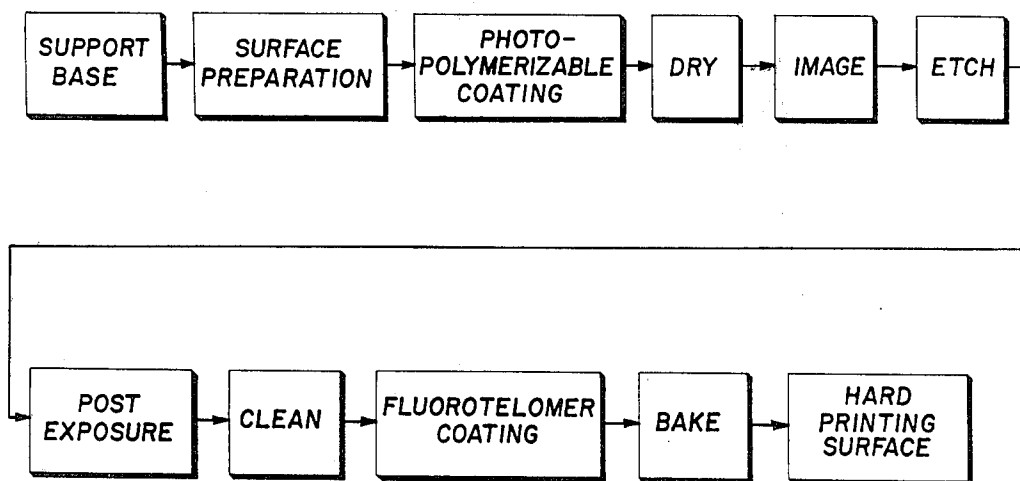 SUPPORT
BASE
SURFACE
PREPARATION
PHOTO-
POLYMERIZABLE
COATING
DRY
IMAGE
ETCH
POST
EXPOSURE
CLEAN
FLUOROTELOMER
COATING
BAKE
HARD
PRINTING
SURFACE